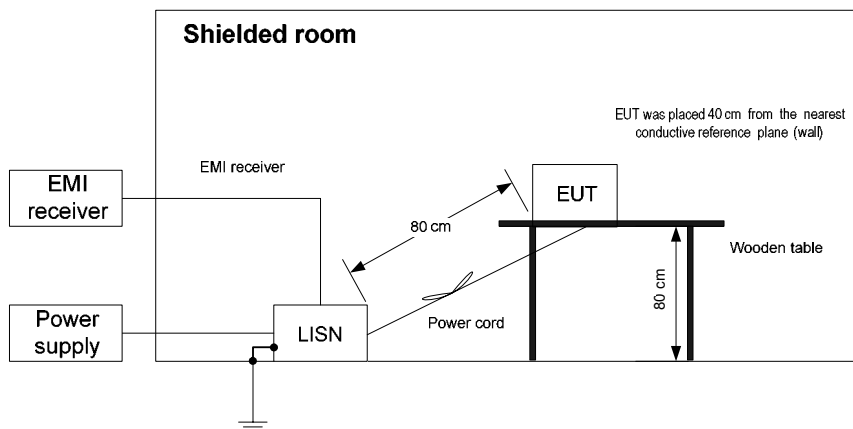 Shielded room
EUT was placed 40 cm from the nearest
conductive reference plane (wall)
EMI receiver
EMI
receiver
EUT
80 cm
Wooden table
80 cm
Power
supply
LISN
Power cord